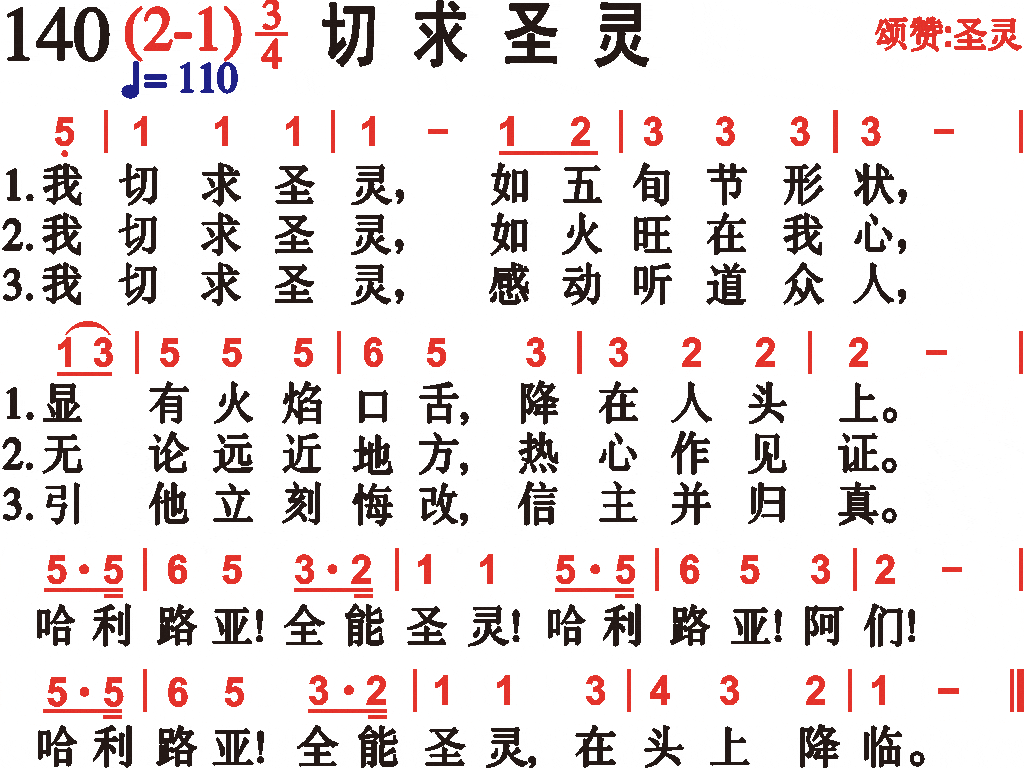 140 (2-1) 3/4 切求圣灵 颂赞:圣灵
♩= 110
5 | 1 1 1 | 1 – 1 2 | 3 3 3 | 3 – |
1.我切求圣灵，如五旬节形状，
2.我切求圣灵，如火旺在我心，
3.我切求圣灵，感动听道众人，
1 3 | 5 5 5 | 6 5 3 | 3 2 2 | 2 – |
1.显有火焰口舌，降在人头上。
2.无论远近地方，热心作见证。
3.引他立刻悔改，信主并归真。
5·5 | 6 5 3·2 | 1 1 5·5 | 6 5 3 | 2 – |
哈利路亚！全能圣灵！哈利路亚！阿们！
5·5 | 6 5 3·2 | 1 1 3 | 4 3 2 | 1 – ‖
哈利路亚！全能圣灵，在头上降临。